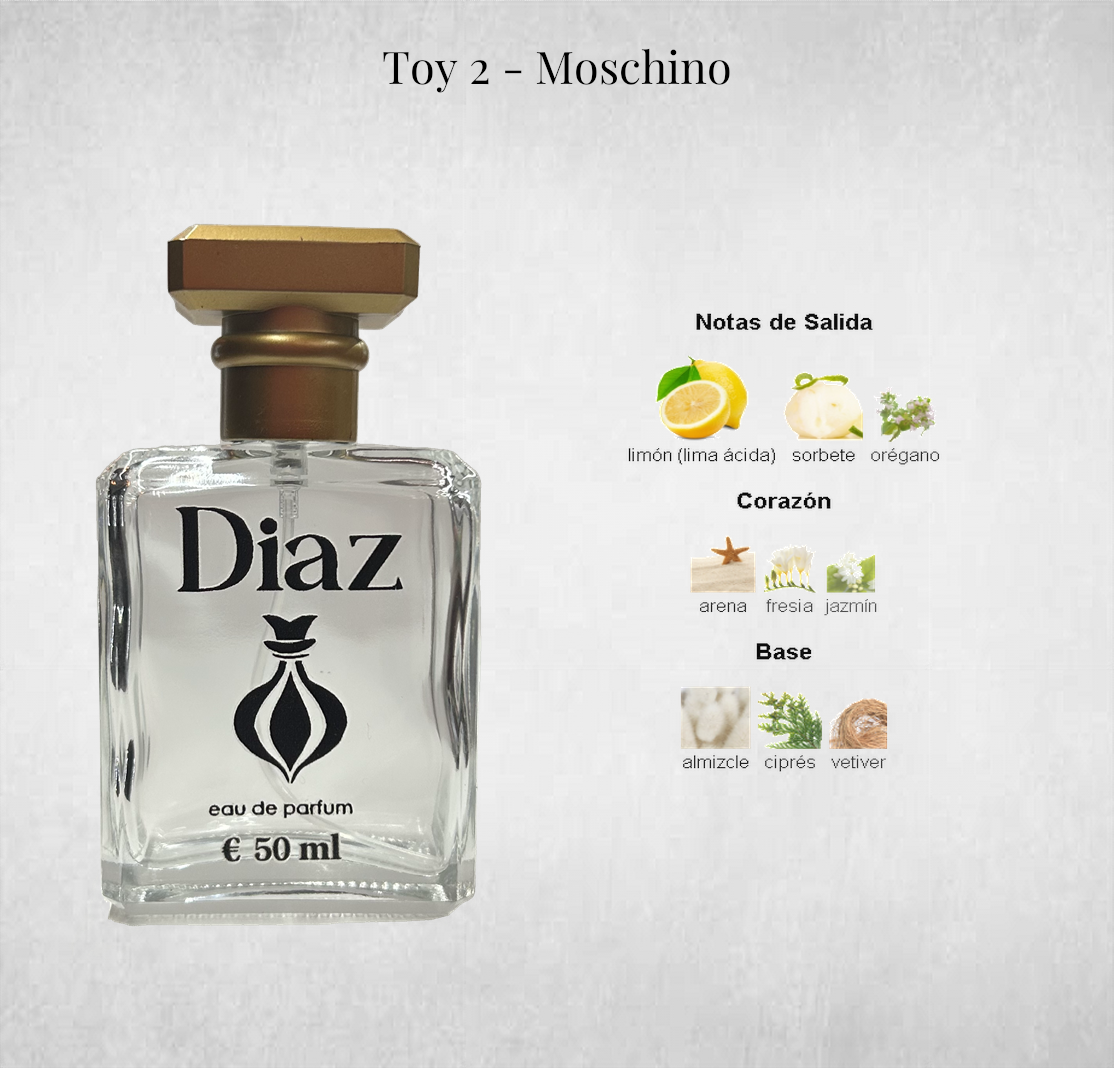 Toy 2 - Moschino
Diaz
eau de parfum
€ 50 ml
Notas de Salida
limón (lima ácida) sorbete orégano
Corazón
arena fresia jazmín
Base
almizcle ciprés vetiver